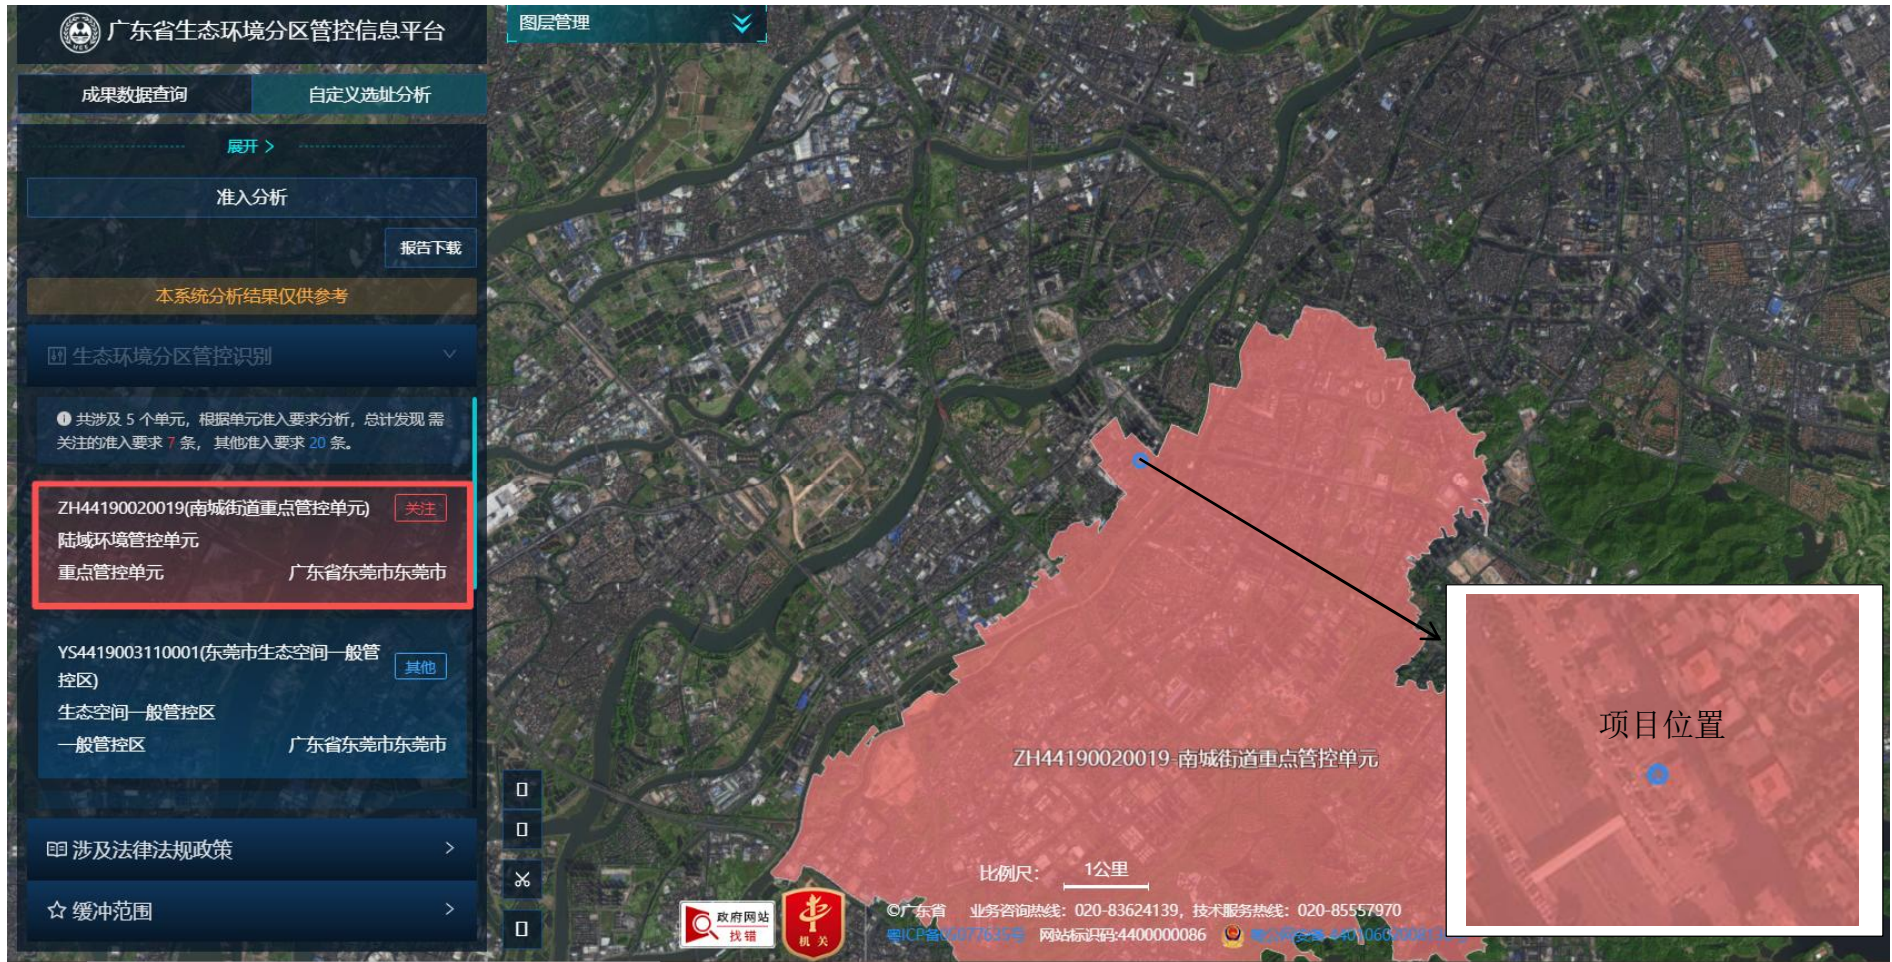 广东省生态环境分区管控信息平台
图层管理
成果数据查询
自定义选址分析
展开 >
准入分析
报告下载
本系统分析结果仅供参考
生态环境分区管控识别
共涉及 5 个单元，根据单元准入要求分析，总计发现 需
关注的准入要求 7 条， 其他准入要求 20 条。
ZH44190020019(南城街道重点管控单元)
关注
陆域环境管控单元
重点管控单元
广东省东莞市东莞市
YS4419003110001(东莞市生态空间一般管
控区)
其他
生态空间一般管控区
一般管控区
广东省东莞市东莞市
涉及法律法规政策
缓冲范围
ZH44190020019-南城街道重点管控单元
项目位置
比例尺：
1公里
政府网站
找错
机关
©广东省 业务咨询热线：020-83624139，技术服务热线：020-85557970
网站标识码:4400000086